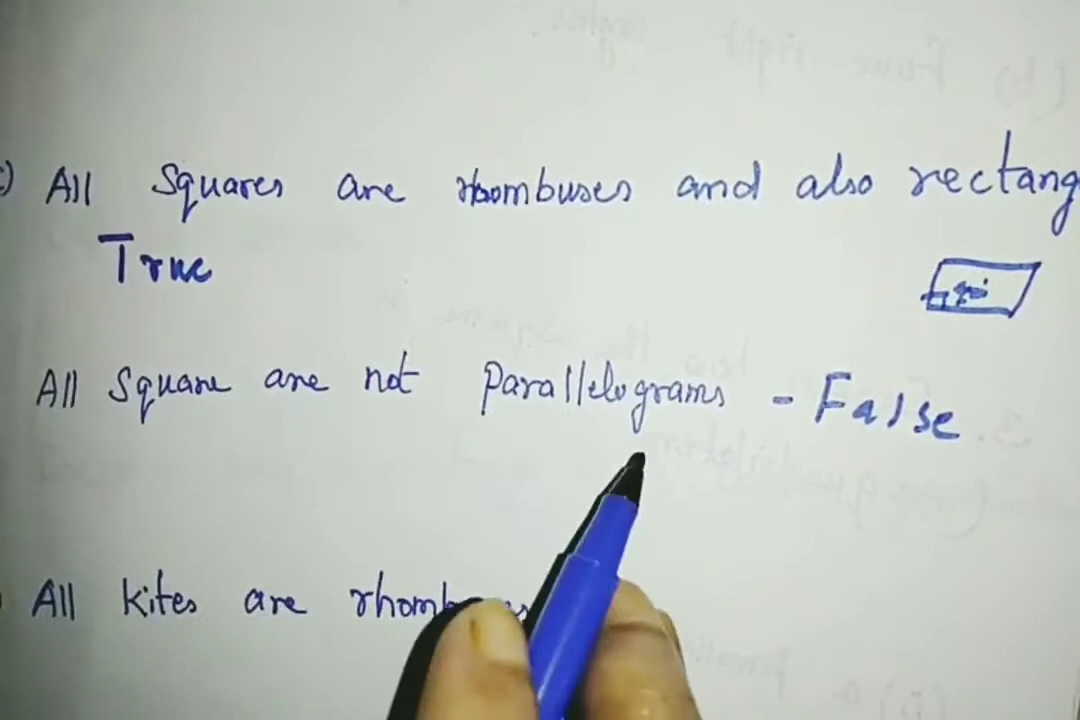 All Squares are rhombuses and also rectang
True
All Square are not Parallelograms - False
All kites are